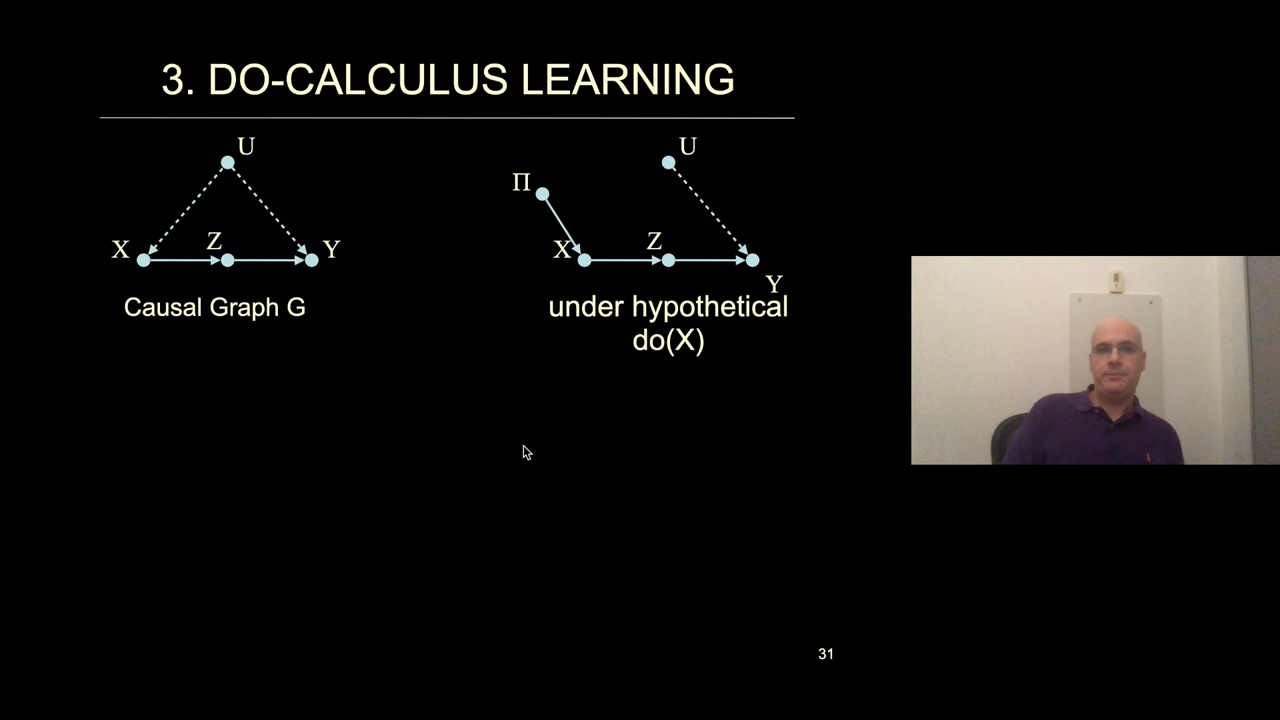 3. DO-CALCULUS LEARNING
U
X
Z
Y
Causal Graph G
U
Π
X
Z
Y
under hypothetical
do(X)
31